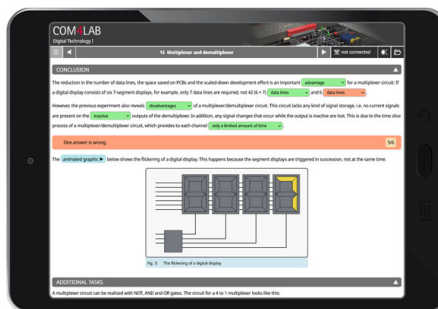 COM4LAB
Digital Technology I
15 Multiplexer and demultiplexer
not connected
CONCLUSION
The reduction in the number of data lines, the space saved on PCBs and the scaled-down development effort is an important advantage for a multiplexer circuit. If
a digital display consists of six 7-segment displays, for example, only 7 data lines are required, not 42 (6 × 7) data-lines and 6 data-lines .
However, the previous experiment also reveals disadvantages of a multiplexer/demultiplexer circuit. This circuit lacks any kind of signal storage, i.e. no current signals
are present on the inactive outputs of the demultiplexer. In addition, any signal changes that occur while the output is inactive are lost. This is due to the time slice
process of a multiplexer/demultiplexer circuit, which provides to each channel only a limited amount of time .
One answer is wrong. 5/6
The animated graphic below shows the flickering of a digital display. This happens because the segment displays are triggered in succession, not at the same time.
Fig. 5: The flickering of a digital display
ADDITIONAL TASKS
A multiplexer circuit can be realised with NOT, AND and OR gates. The circuit for a 4 to 1 multiplexer looks like this: